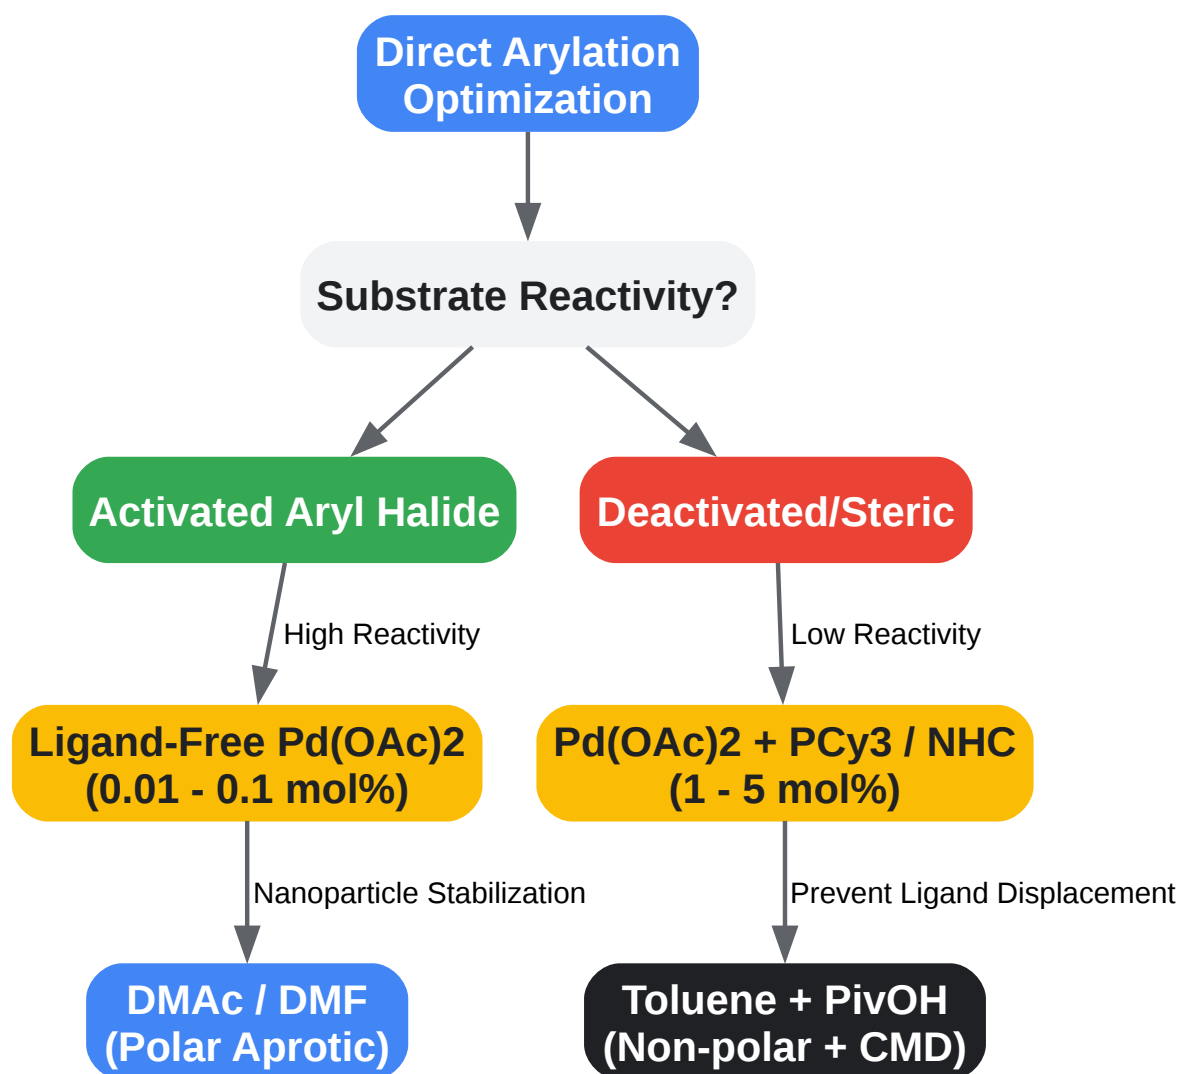 Direct Arylation
Optimization
Substrate Reactivity?
Activated Aryl Halide
Deactivated/Steric
High Reactivity
Low Reactivity
Ligand-Free Pd(OAc)2
(0.01 - 0.1 mol%)
Pd(OAc)2 + PCy3 / NHC
(1 - 5 mol%)
Nanoparticle Stabilization
Prevent Ligand Displacement
DMAc / DMF
(Polar Aprotic)
Toluene + PivOH
(Non-polar + CMD)